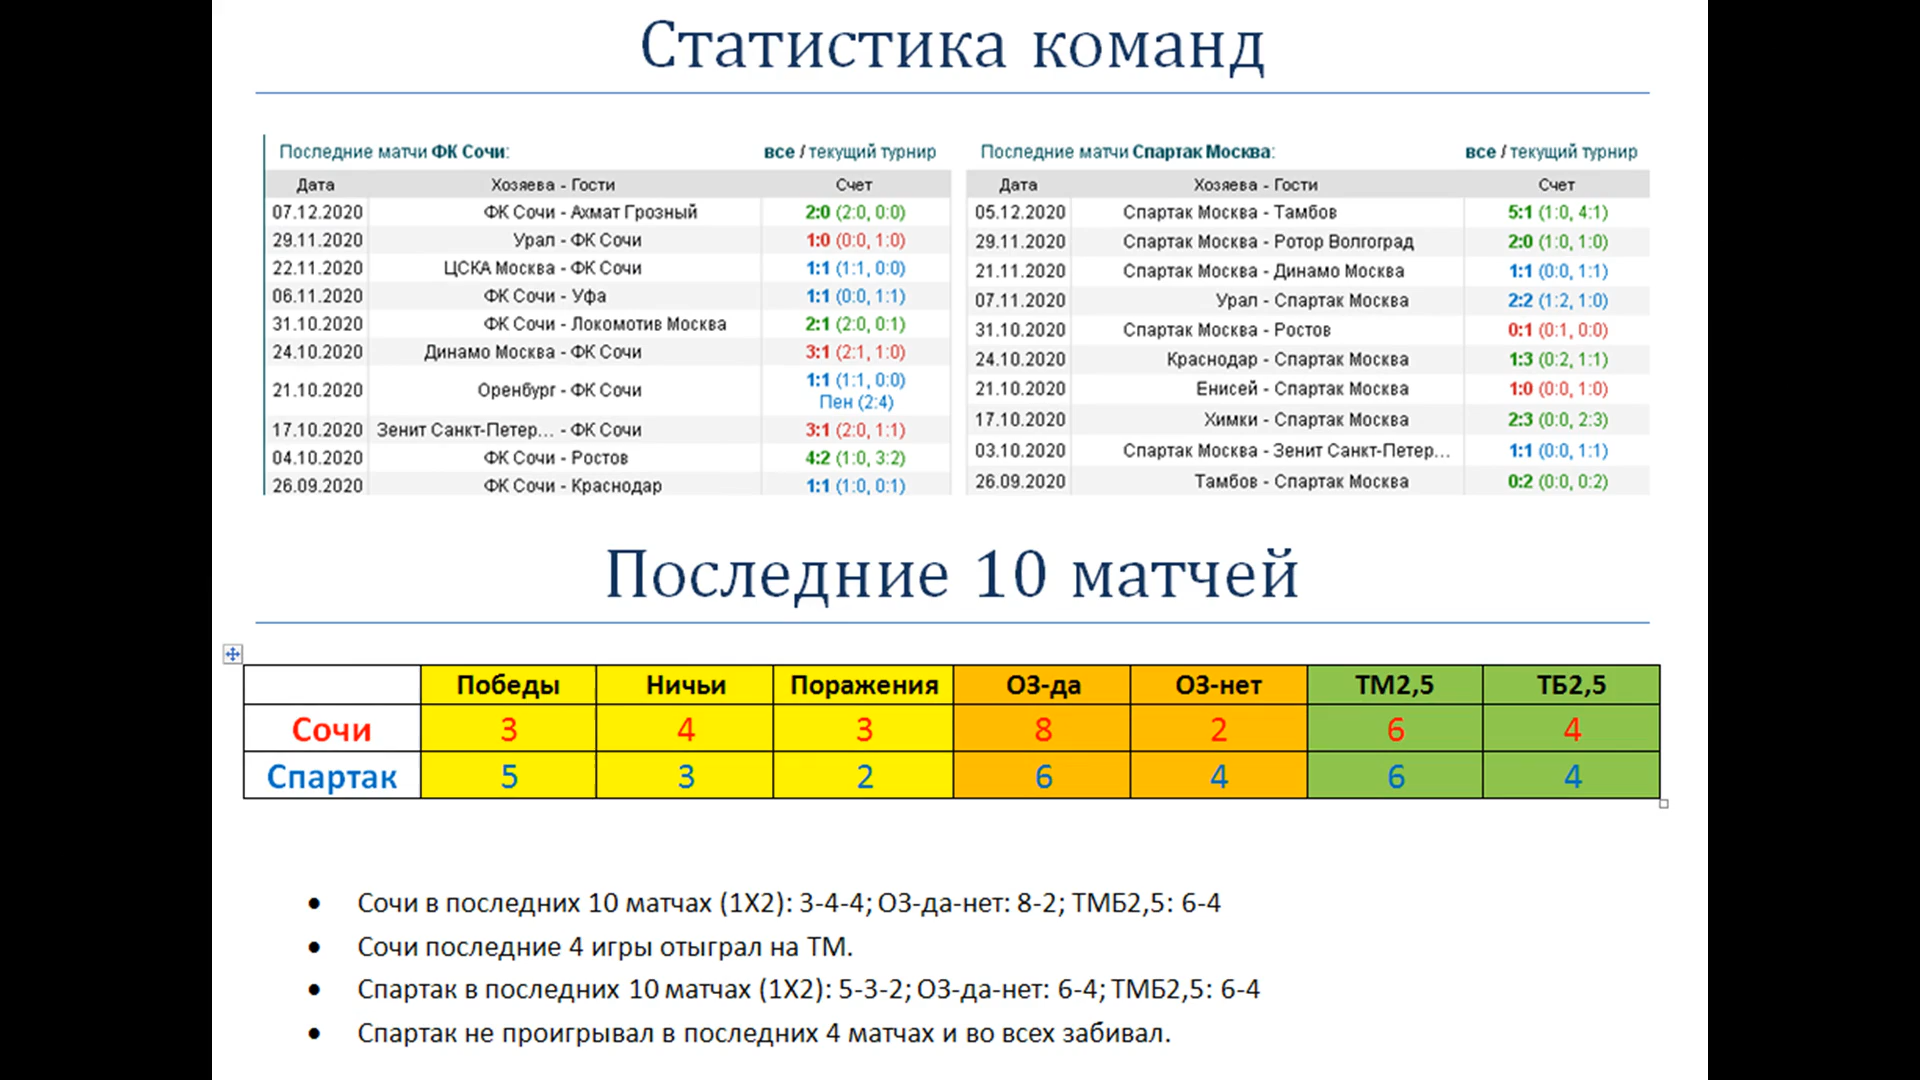 Статистика команд
Последние матчи ФК Сочи: все / текущий турнир
Дата Хозяева - Гости Счет
07.12.2020 ФК Сочи - Ахмат Грозный 2:0 (2:0, 0:0)
29.11.2020 Урал - ФК Сочи 1:0 (0:0, 1:0)
22.11.2020 ЦСКА Москва - ФК Сочи 1:1 (1:1, 0:0)
06.11.2020 ФК Сочи - Уфа 1:1 (0:0, 1:1)
31.10.2020 ФК Сочи - Локомотив Москва 2:1 (2:0, 0:1)
24.10.2020 Динамо Москва - ФК Сочи 3:1 (2:1, 1:0)
21.10.2020 Оренбург - ФК Сочи 1:1 (1:1, 0:0)
Пен (2:4)
17.10.2020 Зенит Санкт-Петер... - ФК Сочи 3:1 (2:0, 1:1)
04.10.2020 ФК Сочи - Ростов 4:2 (1:0, 3:2)
26.09.2020 ФК Сочи - Краснодар 1:1 (1:0, 0:1)
Последние матчи Спартак Москва: все / текущий турнир
Дата Хозяева - Гости Счет
05.12.2020 Спартак Москва - Тамбов 5:1 (1:0, 4:1)
29.11.2020 Спартак Москва - Ротор Волгоград 2:0 (1:0, 1:0)
21.11.2020 Спартак Москва - Динамо Москва 1:1 (0:0, 1:1)
07.11.2020 Урал - Спартак Москва 2:2 (1:2, 1:0)
31.10.2020 Спартак Москва - Ростов 0:1 (0:1, 0:0)
24.10.2020 Краснодар - Спартак Москва 1:3 (0:2, 1:1)
21.10.2020 Енисей - Спартак Москва 1:0 (0:0, 1:0)
17.10.2020 Химки - Спартак Москва 2:3 (0:0, 2:3)
03.10.2020 Спартак Москва - Зенит Санкт-Петер... 1:1 (0:0, 1:1)
26.09.2020 Тамбов - Спартак Москва 0:2 (0:0, 0:2)
Последние 10 матчей
Победы Ничьи Поражения ОЗ-да ОЗ-нет ТМ2,5 ТБ2,5
Сочи 3 4 3 8 2 6 4
Спартак 5 3 2 6 4 6 4
• Сочи в последних 10 матчах (1Х2): 3-4-4; ОЗ-да-нет: 8-2; ТМБ2,5: 6-4
• Сочи последние 4 игры отыграл на ТМ.
• Спартак в последних 10 матчах (1Х2): 5-3-2; ОЗ-да-нет: 6-4; ТМБ2,5: 6-4
• Спартак не проигрывал в последних 4 матчах и во всех забивал.